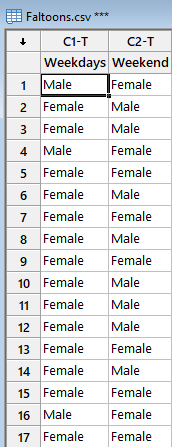 Faltoons.csv ***
↓ C1-T C2-T
Weekdays Weekend
1 Male Female
2 Female Male
3 Female Male
4 Male Female
5 Female Female
6 Female Male
7 Female Female
8 Female Male
9 Female Female
10 Female Male
11 Female Male
12 Female Male
13 Female Female
14 Female Male
15 Female Female
16 Male Female
17 Female Female